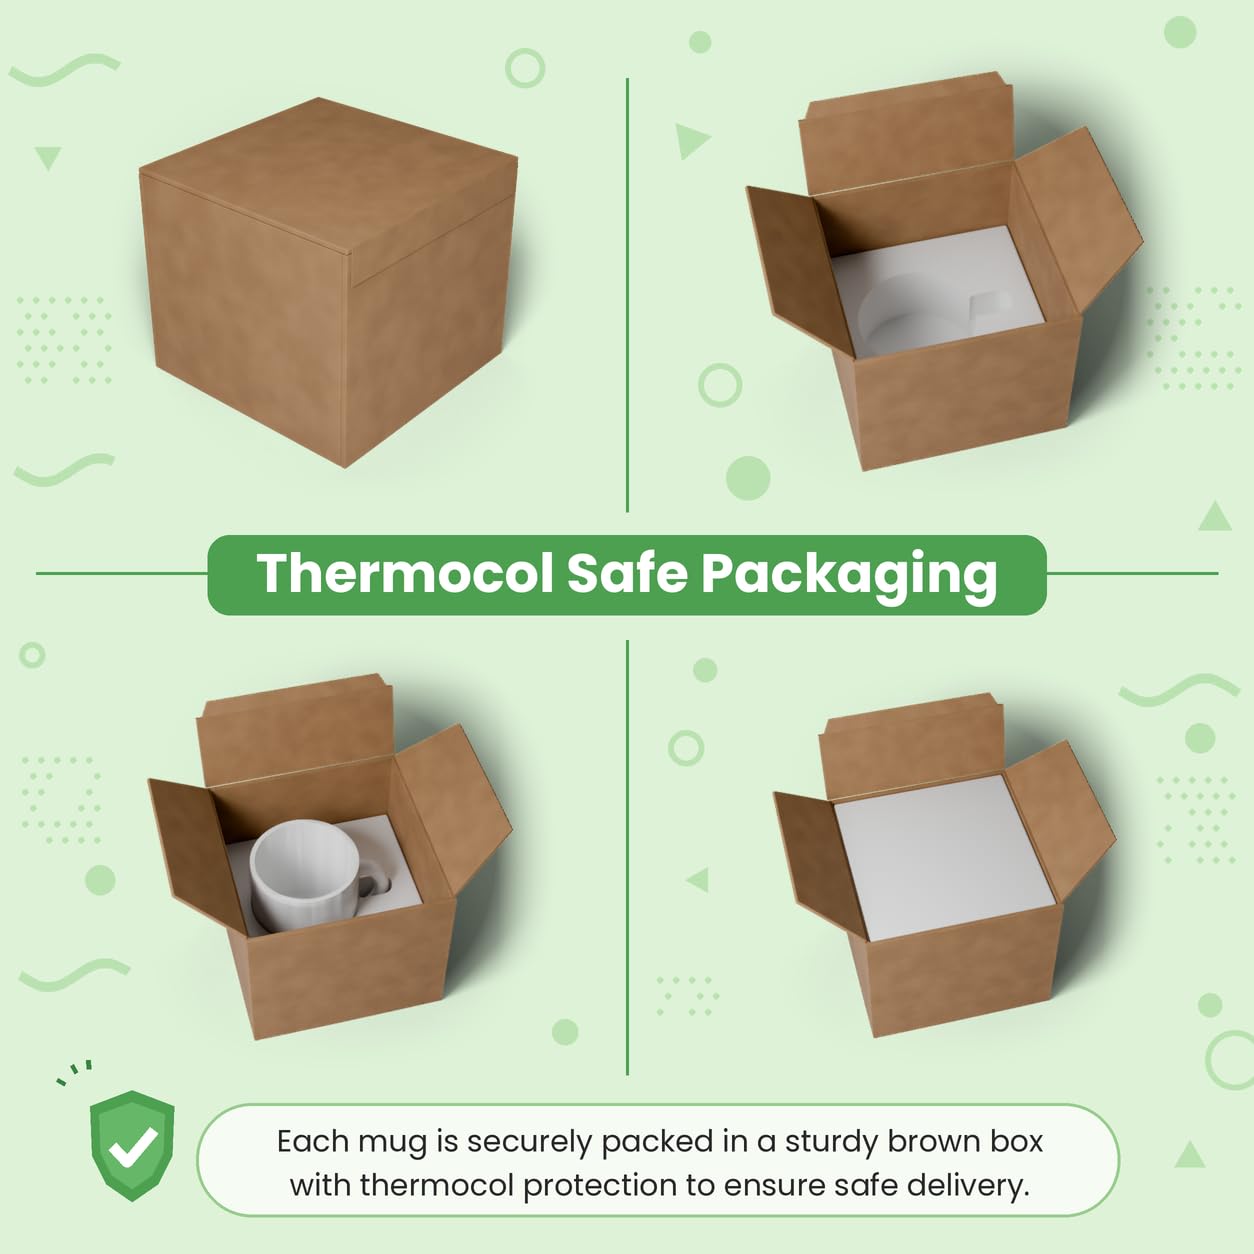 Thermocol Safe Packaging
Each mug is securely packed in a sturdy brown box
with thermocol protection to ensure safe delivery.